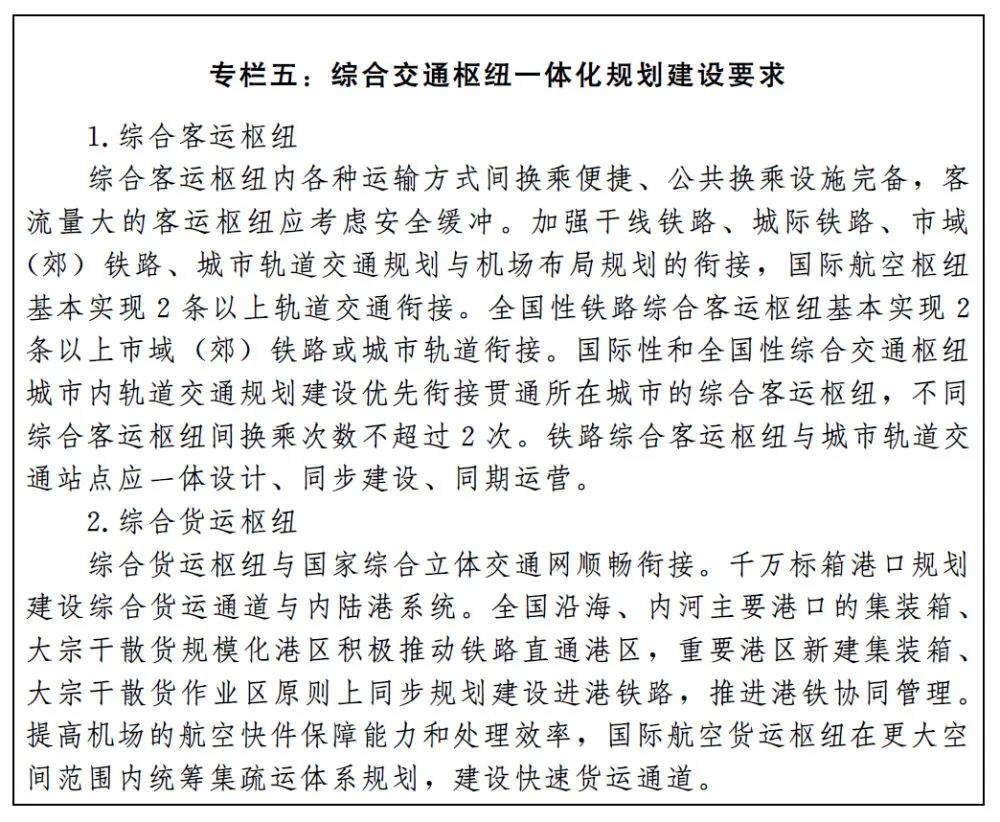 专栏五：综合交通枢纽一体化规划建设要求
1.综合客运枢纽
综合客运枢纽内各种运输方式间换乘便捷、公共换乘设施完备，客
流量大的客运枢纽应考虑安全缓冲。加强干线铁路、城际铁路、市域
（郊）铁路、城市轨道交通规划与机场布局规划的衔接，国际航空枢纽
基本实现 2 条以上轨道交通衔接。全国性铁路综合客运枢纽基本实现 2
条以上市域（郊）铁路或城市轨道衔接。国际性和全国性综合交通枢纽
城市内轨道交通规划建设优先衔接贯通所在城市的综合客运枢纽，不同
综合客运枢纽间换乘次数不超过 2 次。铁路综合客运枢纽与城市轨道交
通站点应一体设计、同步建设、同期运营。
2.综合货运枢纽
综合货运枢纽与国家综合立体交通网顺畅衔接。千万标箱港口规划
建设综合货运通道与内陆港系统。全国沿海、内河主要港口的集装箱、
大宗干散货规模化港区积极推动铁路直通港区，重要港区新建集装箱、
大宗干散货作业区原则上同步规划建设进港铁路，推进港铁协同管理。
提高机场的航空快件保障能力和处理效率，国际航空货运枢纽在更大空
间范围内统筹集疏运体系规划，建设快速货运通道。